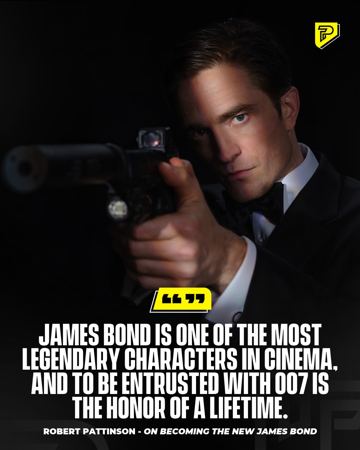 JAMES BOND IS ONE OF THE MOST
LEGENDARY CHARACTERS IN CINEMA,
AND TO BE ENTRUSTED WITH 007 IS
THE HONOR OF A LIFETIME.
ROBERT PATTINSON - ON BECOMING THE NEW JAMES BOND